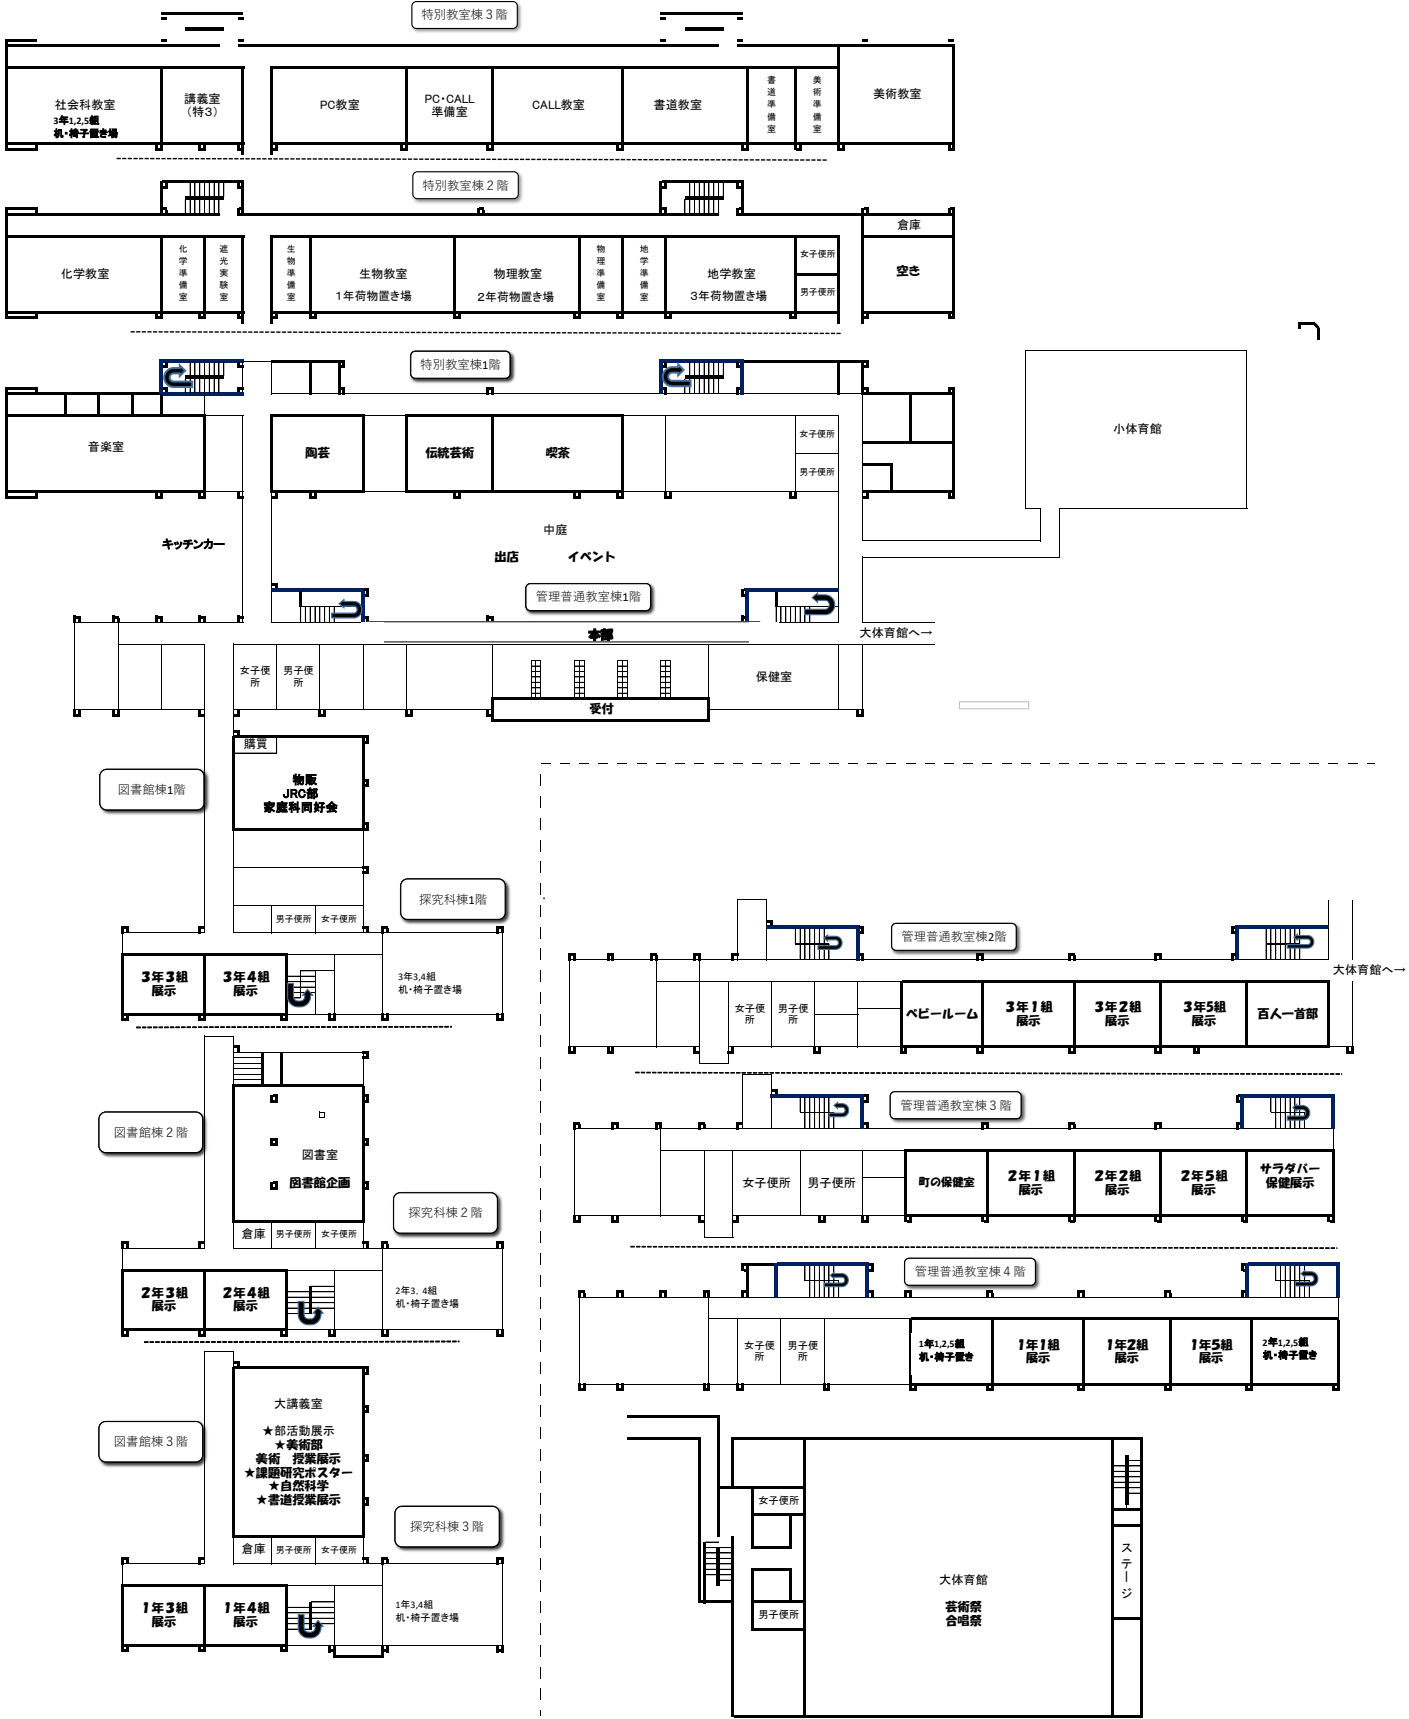 特別教室棟３階
社会科教室
3年1,2,5組
机・椅子置き場
講義室
（特3）
PC教室
PC・CALL
準備室
CALL教室
書道教室
書道準備室
美術準備室
美術教室
特別教室棟２階
化学教室
化学準備室
遮光実験室
生物準備室
生物教室
1年荷物置き場
物理教室
2年荷物置き場
物理準備室
地学準備室
地学教室
3年荷物置き場
女子便所
男子便所
倉庫
空き
特別教室棟1階
音楽室
陶芸
伝統芸術
喫茶
女子便所
男子便所
小体育館
キッチンカー
中庭
出店
イベント
管理普通教室棟1階
本部
大体育館へ→
女子便所
男子便所
保健室
受付
図書館棟1階
購買
物販
JRC部
家庭科同好会
男子便所
女子便所
探究科棟1階
3年3組
展示
3年4組
展示
3年3,4組
机・椅子置き場
図書館棟２階
図書室
図書館企画
倉庫
男子便所
女子便所
探究科棟２階
2年3組
展示
2年4組
展示
2年3，4組
机・椅子置き場
図書館棟３階
大講義室
★部活動展示
★美術部
美術　授業展示
★課題研究ポスター
★自然科学
★書道授業展示
倉庫
男子便所
女子便所
探究科棟３階
1年3組
展示
1年4組
展示
1年3,4組
机・椅子置き場
管理普通教室棟2階
大体育館へ→
女子便所
男子便所
ベビールーム
3年1組
展示
3年2組
展示
3年5組
展示
百人一首部
管理普通教室棟３階
女子便所
男子便所
町の保健室
2年1組
展示
2年2組
展示
2年5組
展示
サラダバー
保健展示
管理普通教室棟４階
女子便所
男子便所
1年1,2,5組
机・椅子置き
1年1組
展示
1年2組
展示
1年5組
展示
2年1,2,5組
机・椅子置き
女子便所
男子便所
大体育館
芸術祭
合唱祭
ステージ